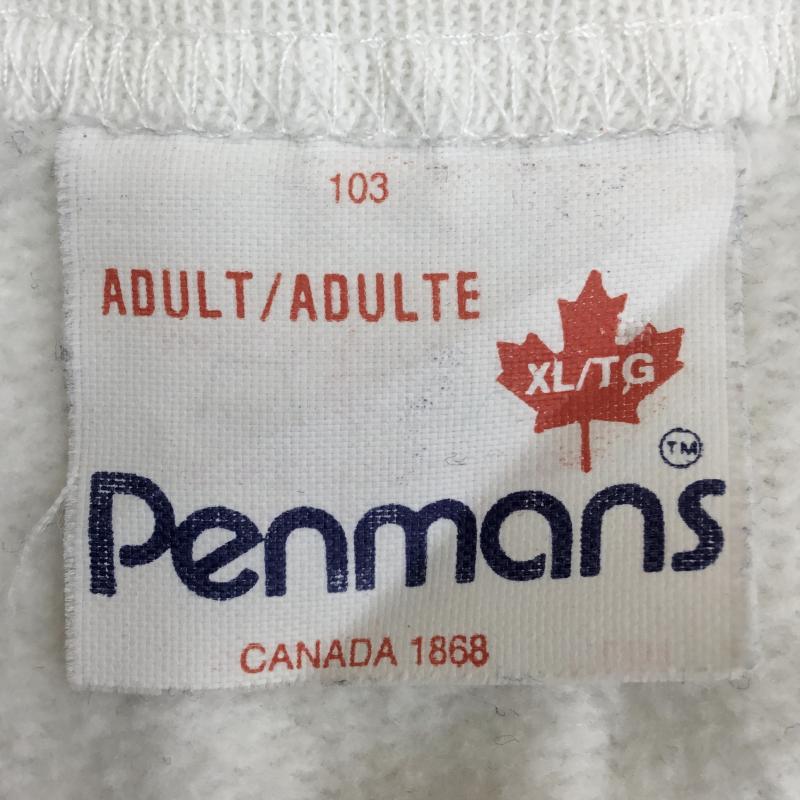 103
ADULT/ADULTE
XL/TG
TM
Penmans
CANADA 1868